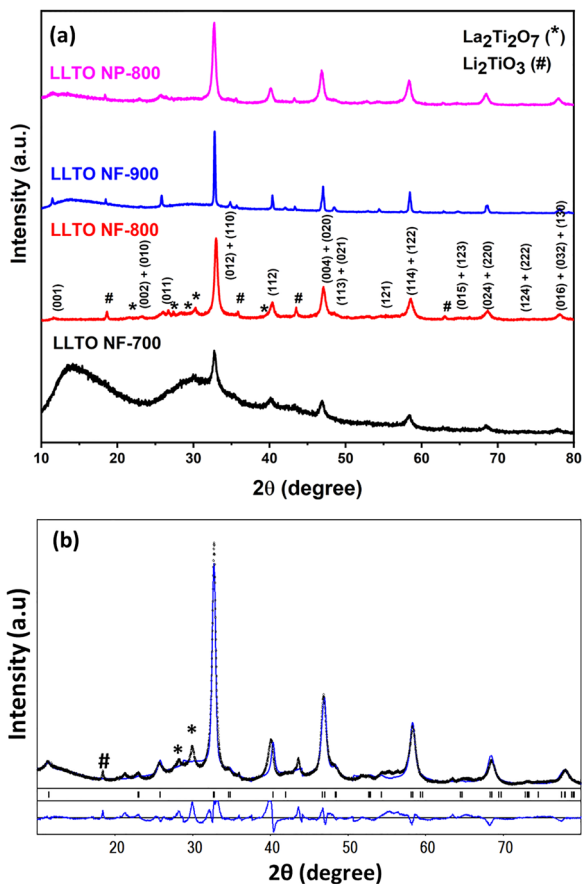 (a)
La₂Ti₂O₇ (*)
Li₂TiO₃ (#)
LLTO NP-800
LLTO NF-900
LLTO NF-800
LLTO NF-700
(001)
#
*
(002) + (010)
(011)
*
*
*
(012) + (110)
#
*
(112)
#
(004) + (020)
(113) + (021)
(121)
(114) + (122)
#
(015) + (123)
(024) + (220)
(124) + (222)
(016) + (032) + (130)
Intensity (a.u.)
10 20 30 40 50 60 70 80
2θ (degree)
(b)
#
*
*
Intensity (a.u)
20 30 40 50 60 70
2θ (degree)